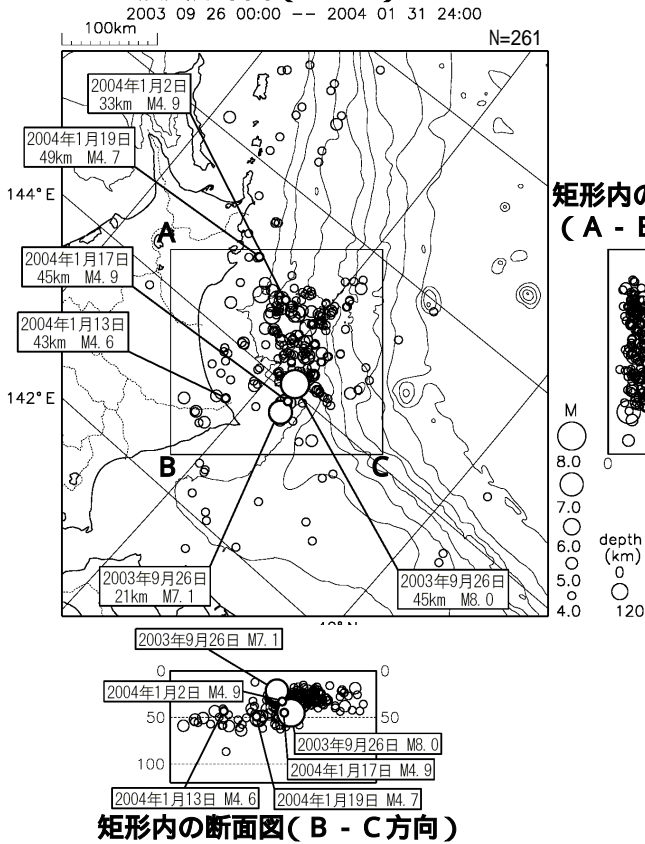 2003 09 26 00:00 -- 2004 01 31 24:00
100km
N=261
2004年1月2日
33km M4.9
2004年1月19日
49km M4.7
144°E
A
矩形内の
(A - B
2004年1月17日
45km M4.9
2004年1月13日
43km M4.6
142°E
B
C
M
8.0
7.0
6.0
5.0
4.0
0
depth
(km)
0
120
2003年9月26日
21km M7.1
2003年9月26日
45km M8.0
2003年9月26日 M7.1
0
0
2004年1月2日 M4.9
50
50
2003年9月26日 M8.0
100
2004年1月17日 M4.9
2004年1月13日 M4.6
2004年1月19日 M4.7
矩形内の断面図(B - C方向)